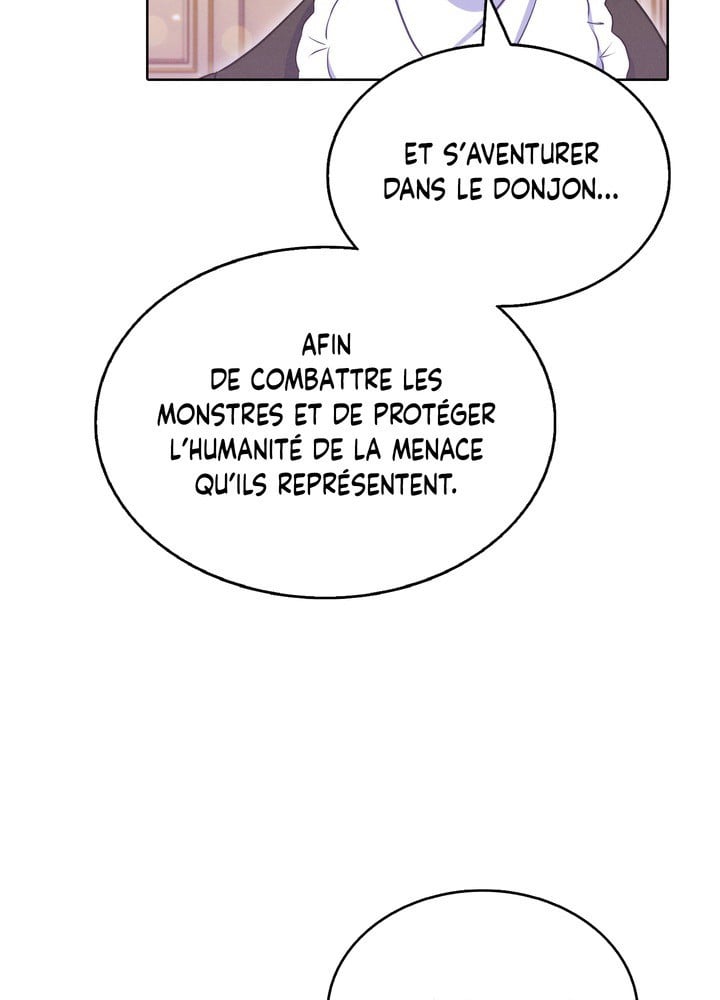 ET S'AVENTURER
DANS LE DONJON...
AFIN
DE COMBATTRE LES
MONSTRES ET DE PROTÉGER
L'HUMANITÉ DE LA MENACE
QU'ILS REPRÉSENTENT.